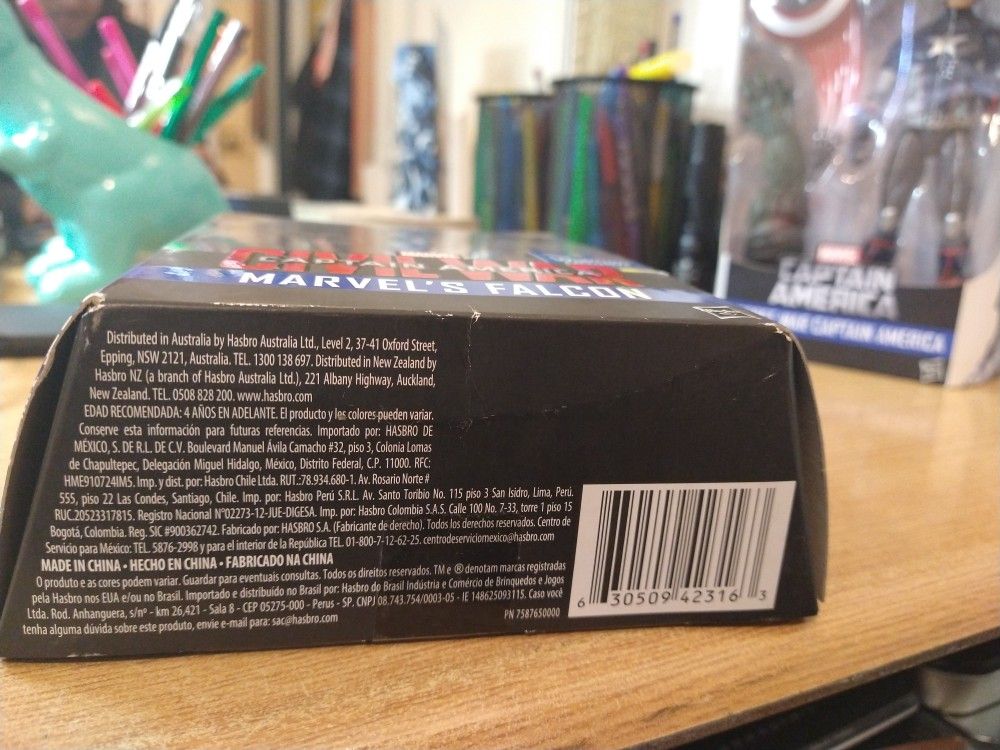 CIVIL WAR
MARVEL'S FALCON
MARVEL
CAPTAIN
AMERICA
WAR CAPTAIN AMERICA
Distributed in Australia by Hasbro Australia Ltd., Level 2, 37-41 Oxford Street,
Epping, NSW 2121, Australia. TEL. 1300 138 697. Distributed in New Zealand by
Hasbro NZ (a branch of Hasbro Australia Ltd.), 221 Albany Highway, Auckland,
New Zealand. TEL. 0508 828 200. www.hasbro.com
EDAD RECOMENDADA: 4 AÑOS EN ADELANTE. El producto y los colores pueden variar.
Conserve esta información para futuras referencias. Importado por: HASBRO DE
MÉXICO, S. DE R.L. DE C.V. Boulevard Manuel Ávila Camacho #32, piso 3, Colonia Lomas
de Chapultepec, Delegación Miguel Hidalgo, México, Distrito Federal, C.P. 11000. RFC:
HME910724IM5. Imp. y dist. por: Hasbro Chile Ltda. RUT.:78.934.680-1. Av. Rosario Norte #
555, piso 22 Las Condes, Santiago, Chile. Imp. por: Hasbro Perú S.R.L. Av. Santo Toribio No. 115 piso 3 San Isidro, Lima, Perú.
RUC.20523317815. Registro Nacional N°02273-12-JUE-DIGESA. Imp. por: Hasbro Colombia S.A.S. Calle 100 No. 7-33, torre 1 piso 15
Bogotá, Colombia. Reg. SIC #900362742. Fabricado por: HASBRO S.A. (Fabricante de derecho). Todos los derechos reservados. Centro de
Servicio para México: TEL. 5876-2998 y para el interior de la República TEL. 01-800-7-12-62-25. centrodeserviciomexico@hasbro.com
MADE IN CHINA • HECHO EN CHINA • FABRICADO NA CHINA
O produto e as cores podem variar. Guardar para eventuais consultas. Todos os direitos reservados. TM e ® denotam marcas registradas
pela Hasbro nos EUA e/ou no Brasil. Importado e distribuído no Brasil por: Hasbro do Brasil Indústria e Comércio de Brinquedos e Jogos
Ltda. Rod. Anhanguera, s/nº - km 26,421 - Sala 8 - CEP 05275-000 - Perus - SP. CNPJ 08.743.754/0003-05 - IE 148625093115. Caso você
tenha alguma dúvida sobre este produto, envie e-mail para: sac@hasbro.com
PN 7587650000
6 30509 42316 3